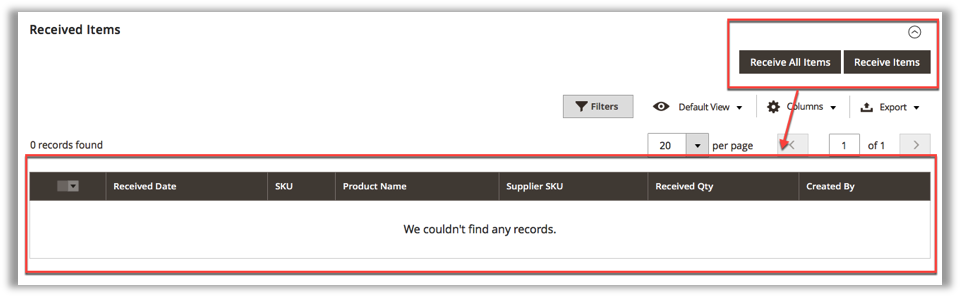 Received Items
Receive All Items Receive Items
Filters Default View Columns Export
0 records found 20 per page 1 of 1
Received Date SKU Product Name Supplier SKU Received Qty Created By
We couldn't find any records.